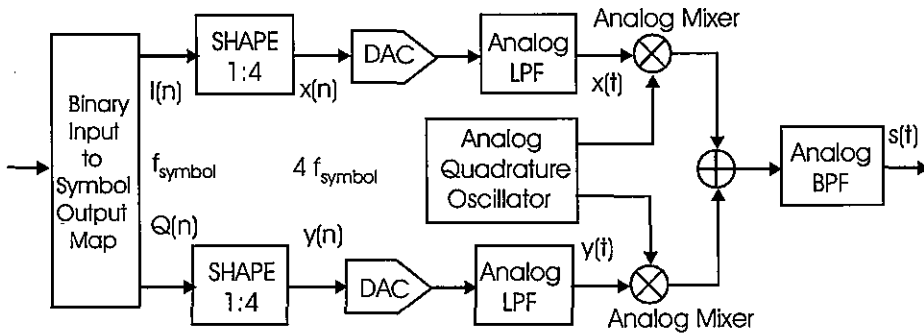 Analog Mixer
SHAPE
1:4
DAC
Analog
LPF
I(n)
x(n)
x(t)
Binary
Input
to
Symbol
Output
Map
f_symbol
4 f_symbol
Analog
Quadrature
Oscillator
Analog
BPF
s(t)
Q(n)
y(n)
y(t)
SHAPE
1:4
DAC
Analog
LPF
Analog Mixer